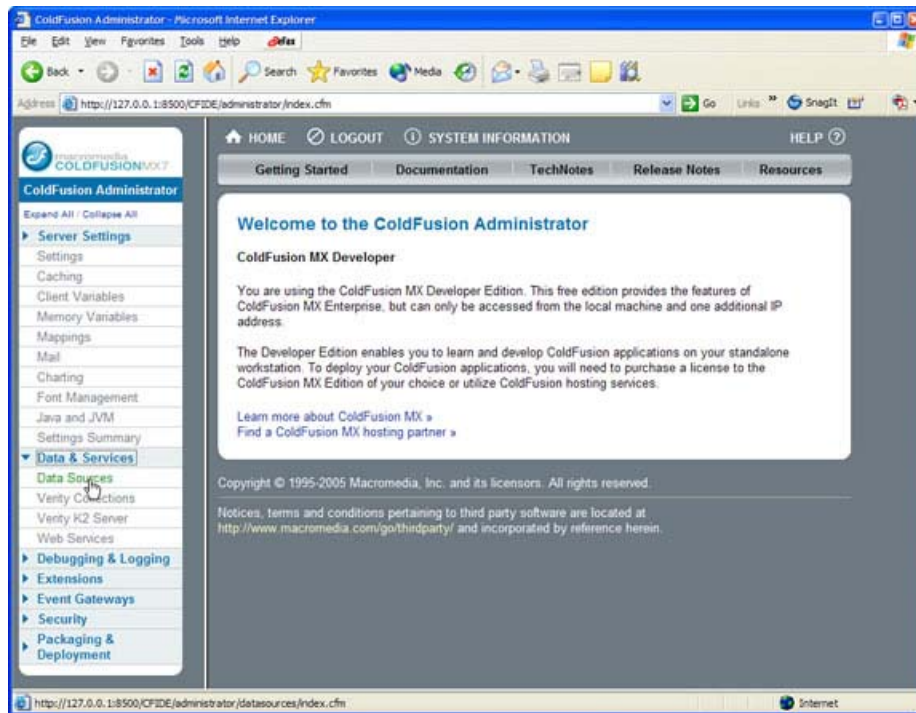 ColdFusion Administrator - Microsoft Internet Explorer
File Edit View Favorites Tools Help
Back Search Favorites Media
Address http://127.0.0.1:8500/CFIDE/administrator/index.cfm Go Links » SnagIt
HOME LOGOUT SYSTEM INFORMATION HELP
macromedia
COLDFUSION MX7
Getting Started Documentation TechNotes Release Notes Resources
ColdFusion Administrator
Expand All / Collapse All
Server Settings
Settings
Caching
Client Variables
Memory Variables
Mappings
Mail
Charting
Font Management
Java and JVM
Settings Summary
Data & Services
Data Sources
Verity Collections
Verity K2 Server
Web Services
Debugging & Logging
Extensions
Event Gateways
Security
Packaging &
Deployment
Welcome to the ColdFusion Administrator
ColdFusion MX Developer
You are using the ColdFusion MX Developer Edition. This free edition provides the features of
ColdFusion MX Enterprise, but can only be accessed from the local machine and one additional IP
address.
The Developer Edition enables you to learn and develop ColdFusion applications on your standalone
workstation. To deploy your ColdFusion applications, you will need to purchase a license to the
ColdFusion MX Edition of your choice or utilize ColdFusion hosting services.
Learn more about ColdFusion MX »
Find a ColdFusion MX hosting partner »
Copyright © 1995-2005 Macromedia, Inc. and its licensors. All rights reserved.
Notices, terms and conditions pertaining to third party software are located at
http://www.macromedia.com/go/thirdparty/ and incorporated by reference herein.
http://127.0.0.1:8500/CFIDE/administrator/datasources/index.cfm Internet